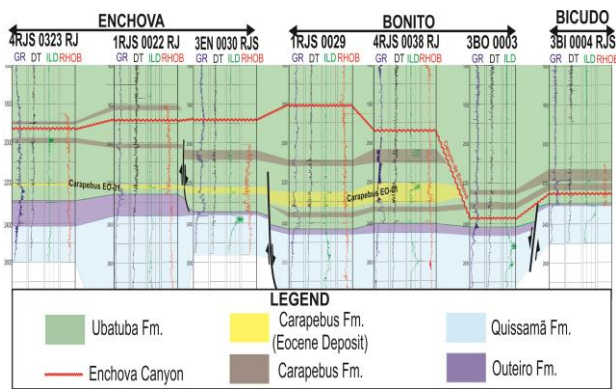 ENCHOVA BONITO BICUDO
4RJS 0323 RJ 1RJS 0022 RJ 3EN 0030 RJS 1RJS 0029 4RJS 0038 RJ 3BO 0003 3BI 0004 RJS
GR DT ILD RHOB GR DT ILD RHOB GR DT ILD RHOB GR DT ILD RHOB GR DT ILD RHOB GR DT ILD GR DT ILD RHOB
Carapebus EO-01 Carapebus EO-01
LEGEND
Ubatuba Fm. Carapebus Fm. Quissamã Fm.
(Eocene Deposit)
Enchova Canyon Carapebus Fm. Outeiro Fm.